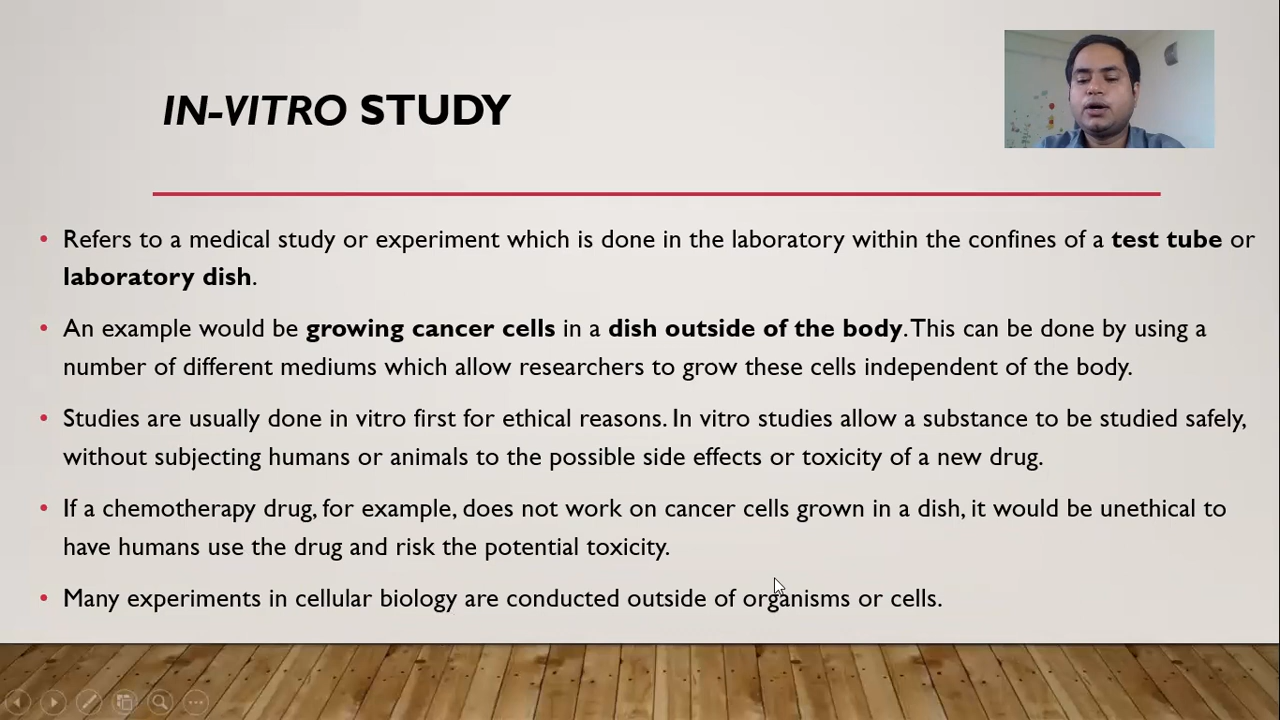 IN-VITRO STUDY
• Refers to a medical study or experiment which is done in the laboratory within the confines of a test tube or
laboratory dish.
• An example would be growing cancer cells in a dish outside of the body. This can be done by using a
number of different mediums which allow researchers to grow these cells independent of the body.
• Studies are usually done in vitro first for ethical reasons. In vitro studies allow a substance to be studied safely,
without subjecting humans or animals to the possible side effects or toxicity of a new drug.
• If a chemotherapy drug, for example, does not work on cancer cells grown in a dish, it would be unethical to
have humans use the drug and risk the potential toxicity.
• Many experiments in cellular biology are conducted outside of organisms or cells.